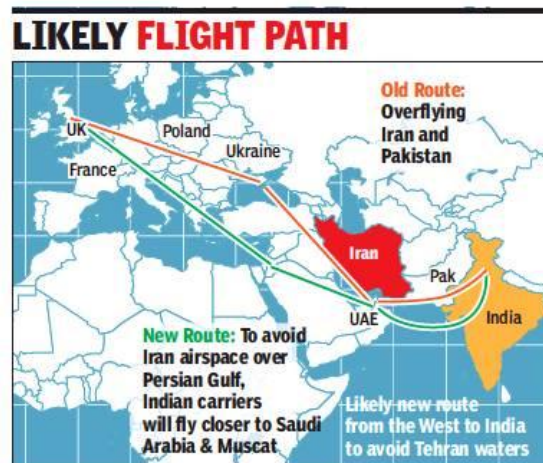 LIKELY FLIGHT PATH
Old Route:
Overflying
Iran and
Pakistan
UK
Poland
Ukraine
France
Iran
Pak
UAE
India
New Route: To avoid
Iran airspace over
Persian Gulf,
Indian carriers
will fly closer to Saudi
Arabia & Muscat
Likely new route
from the West to India
to avoid Tehran waters